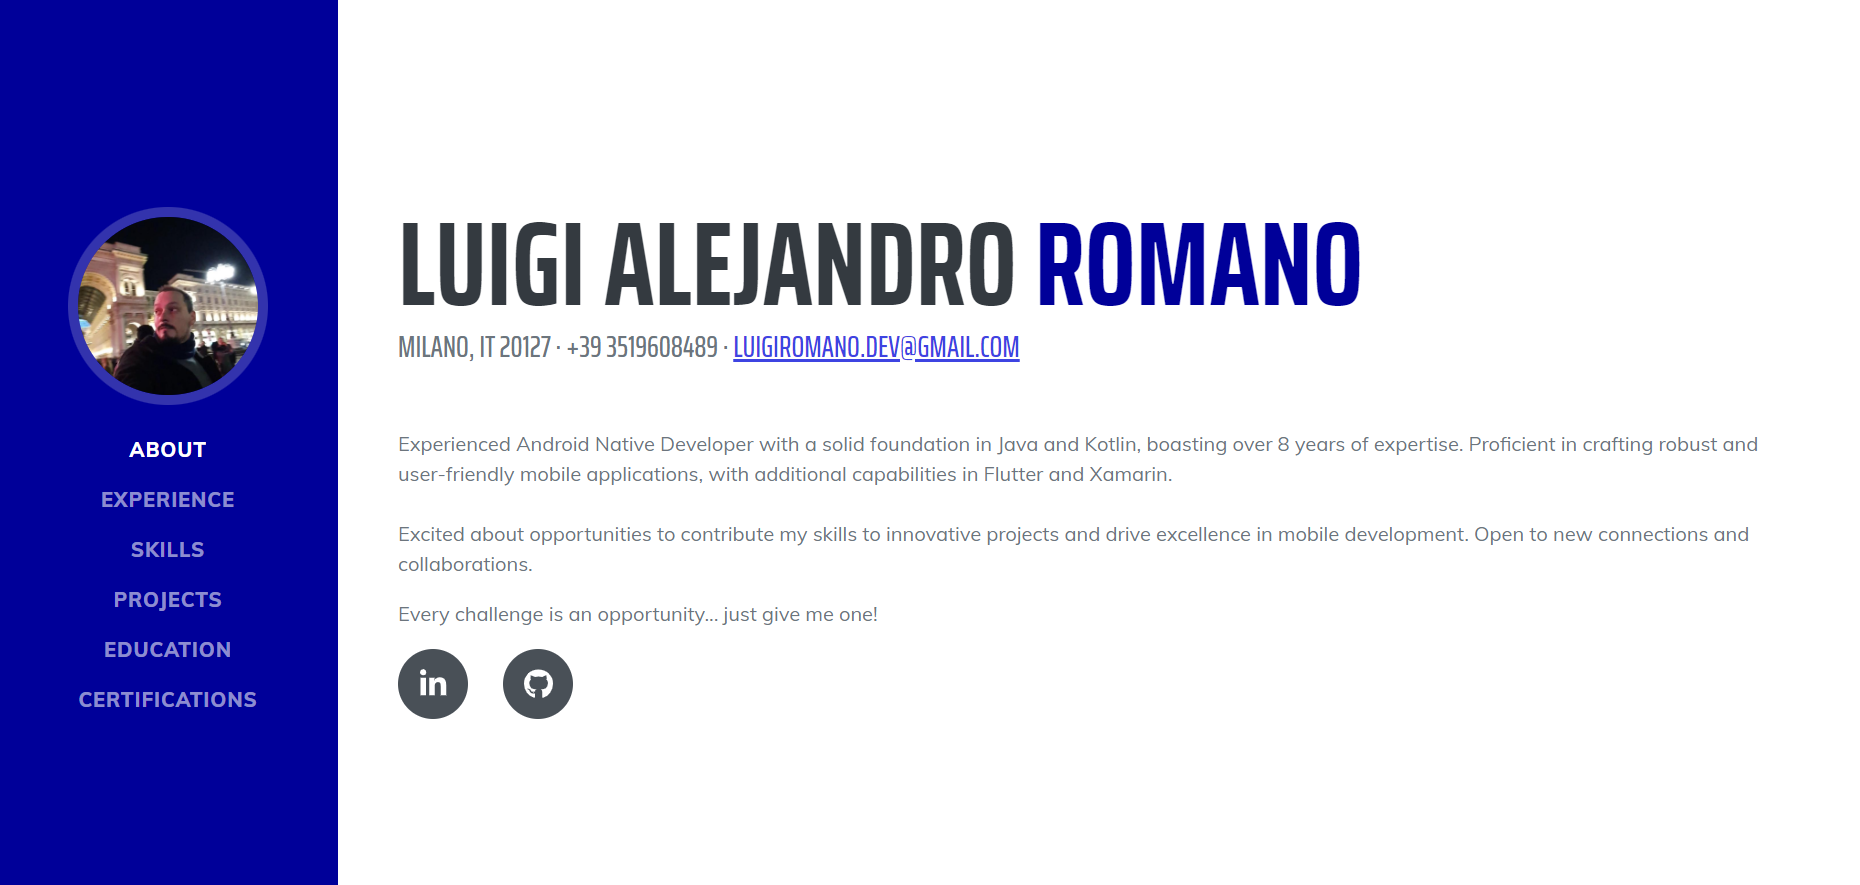 ABOUT
EXPERIENCE
SKILLS
PROJECTS
EDUCATION
CERTIFICATIONS
LUIGI ALEJANDRO ROMANO
MILANO, IT 20127 · +39 3519608489 · LUIGIROMANO.DEV@GMAIL.COM
Experienced Android Native Developer with a solid foundation in Java and Kotlin, boasting over 8 years of expertise. Proficient in crafting robust and
user-friendly mobile applications, with additional capabilities in Flutter and Xamarin.
Excited about opportunities to contribute my skills to innovative projects and drive excellence in mobile development. Open to new connections and
collaborations.
Every challenge is an opportunity... just give me one!
in